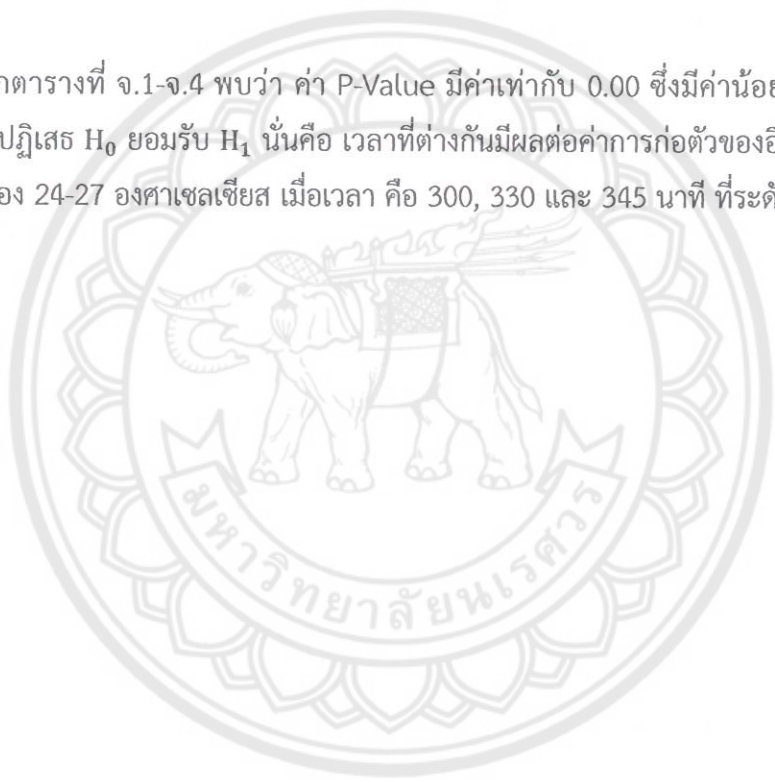 กตารางที่ จ.1-จ.4 พบว่า ค่า P-Value มีค่าเท่ากับ 0.00 ซึ่งมีค่าน้อย
ปฏิเสธ H₀ ยอมรับ H₁ นั่นคือ เวลาที่ต่างกันมีผลต่อค่าการก่อตัวของอิ
อง 24-27 องศาเซลเซียส เมื่อเวลา คือ 300, 330 และ 345 นาที ที่ระดั
มหาวิทยาลัยนเรศวร